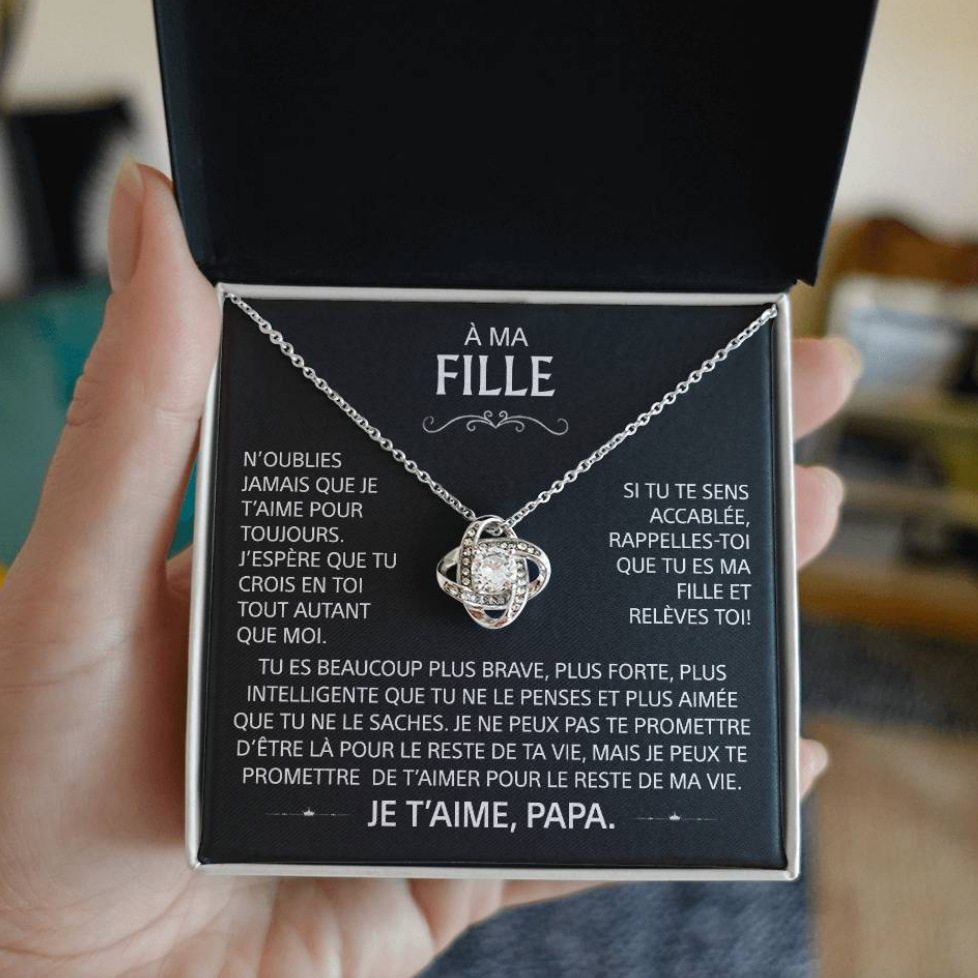 À MA
FILLE
N'OUBLIES
JAMAIS QUE JE
T'AIME POUR
TOUJOURS.
J'ESPÈRE QUE TU
CROIS EN TOI
TOUT AUTANT
QUE MOI.
SI TU TE SENS
ACCABLÉE,
RAPPELLES-TOI
QUE TU ES MA
FILLE ET
RELÈVES TOI!
TU ES BEAUCOUP PLUS BRAVE, PLUS FORTE, PLUS
INTELLIGENTE QUE TU NE LE PENSES ET PLUS AIMÉE
QUE TU NE LE SACHES. JE NE PEUX PAS TE PROMETTRE
D'ÊTRE LÀ POUR LE RESTE DE TA VIE, MAIS JE PEUX TE
PROMETTRE DE T'AIMER POUR LE RESTE DE MA VIE.
JE T'AIME, PAPA.